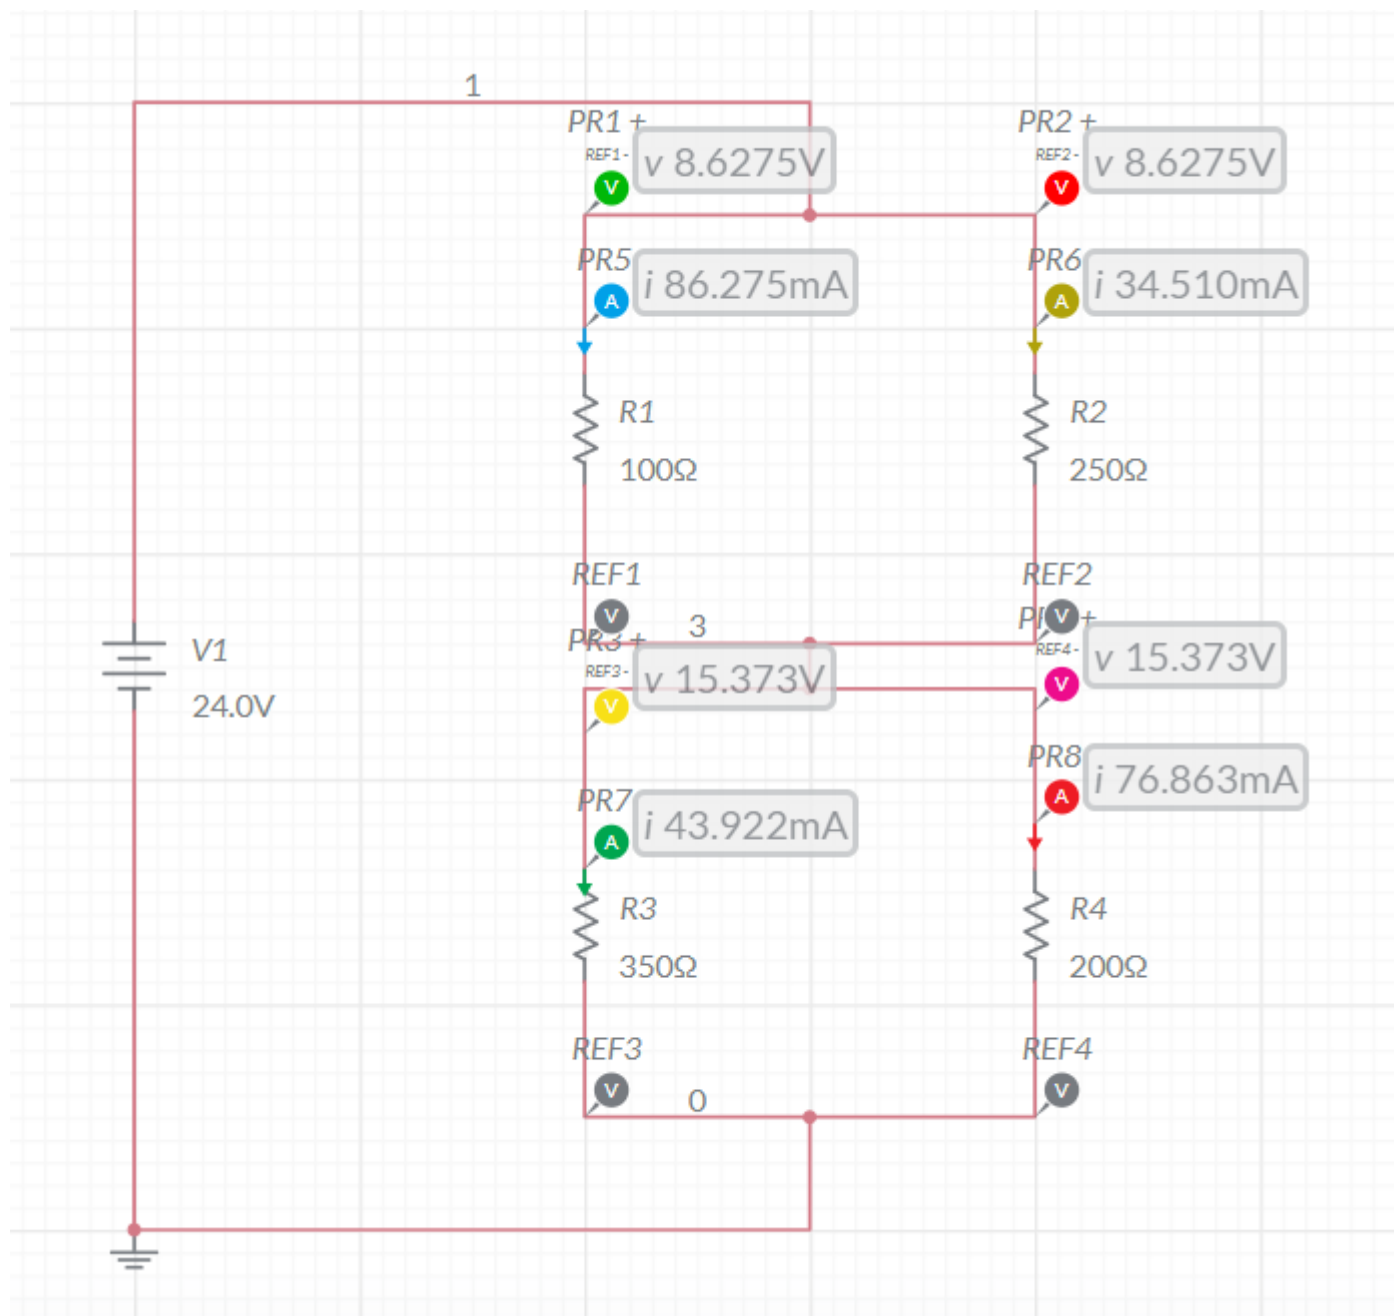 1
PR1 +
REF1-
v 8.6275V
V
PR2 +
REF2-
v 8.6275V
V
PR5
i 86.275mA
A
PR6
i 34.510mA
A
R1
100Ω
R2
250Ω
REF1
V
REF2
V
3
PR3 +
REF3-
v 15.373V
V
+
REF4-
v 15.373V
V
V1
24.0V
PR8
i 76.863mA
A
PR7
i 43.922mA
A
R3
350Ω
R4
200Ω
REF3
V
REF4
V
0